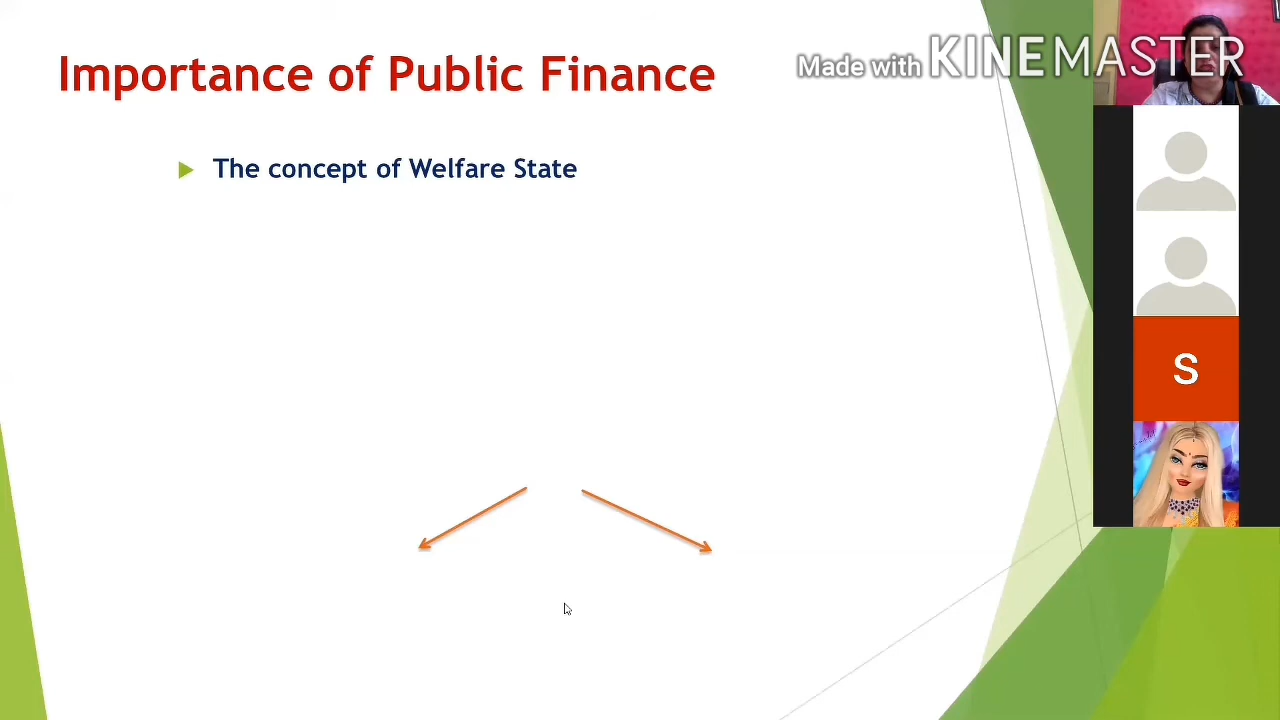 Importance of Public Finance
Made with KINEMASTER
The concept of Welfare State
S